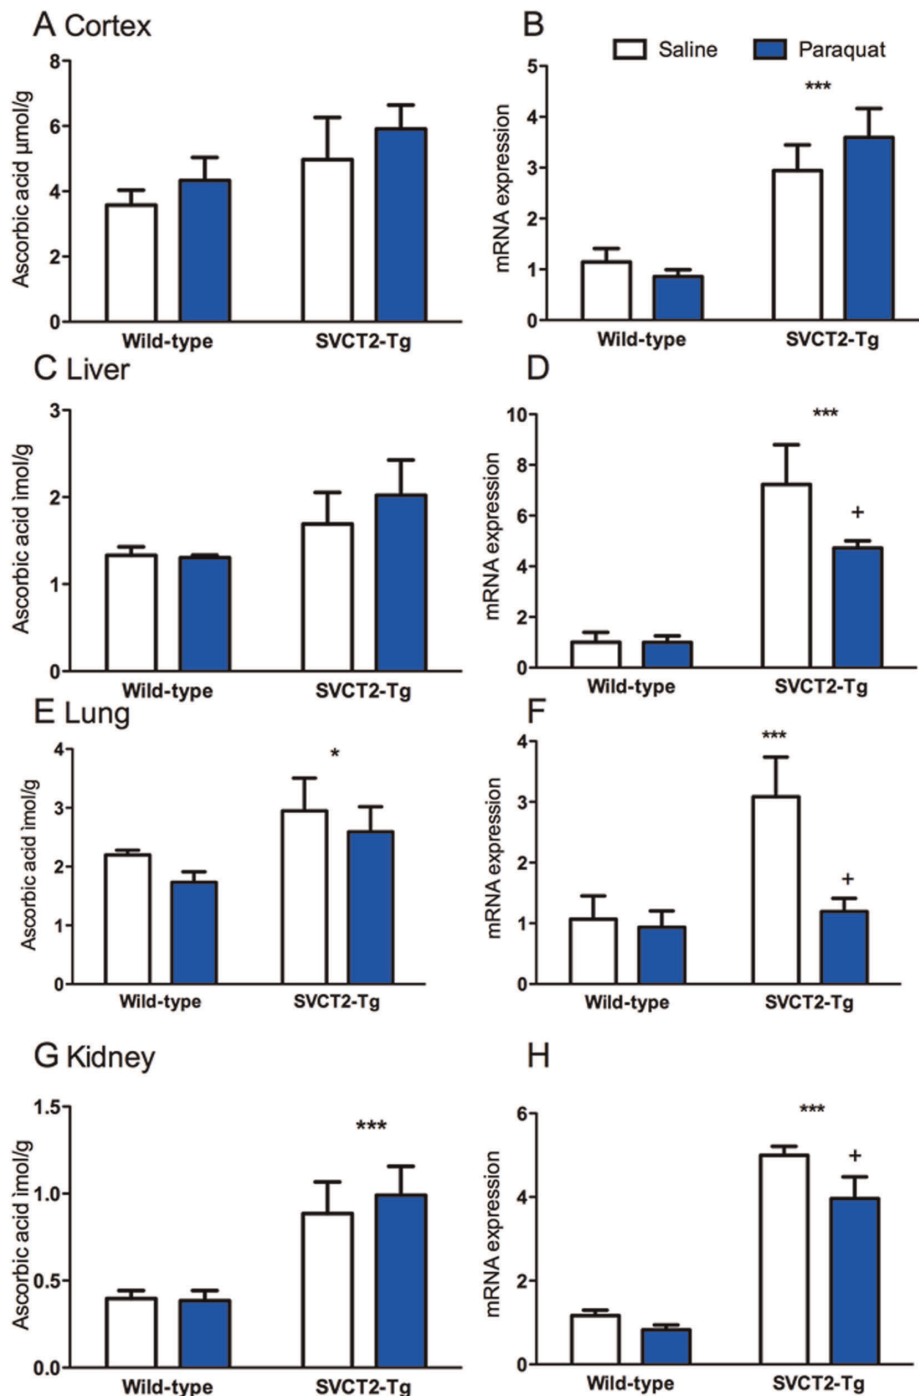 A Cortex
Ascorbic acid µmol/g
8
6
4
2
0
Wild-type
SVCT2-Tg
B
Saline
Paraquat
mRNA expression
5
4
3
2
1
0
***
Wild-type
SVCT2-Tg
C Liver
Ascorbic acid ìmol/g
3
2
1
0
Wild-type
SVCT2-Tg
D
mRNA expression
10
8
6
4
2
0
***
+
Wild-type
SVCT2-Tg
E Lung
Ascorbic acid ìmol/g
4
3
2
1
0
*
Wild-type
SVCT2-Tg
F
mRNA expression
4
3
2
1
0
***
+
Wild-type
SVCT2-Tg
G Kidney
Ascorbic acid ìmol/g
1.5
1.0
0.5
0.0
***
Wild-type
SVCT2-Tg
H
mRNA expression
6
4
2
0
***
+
Wild-type
SVCT2-Tg